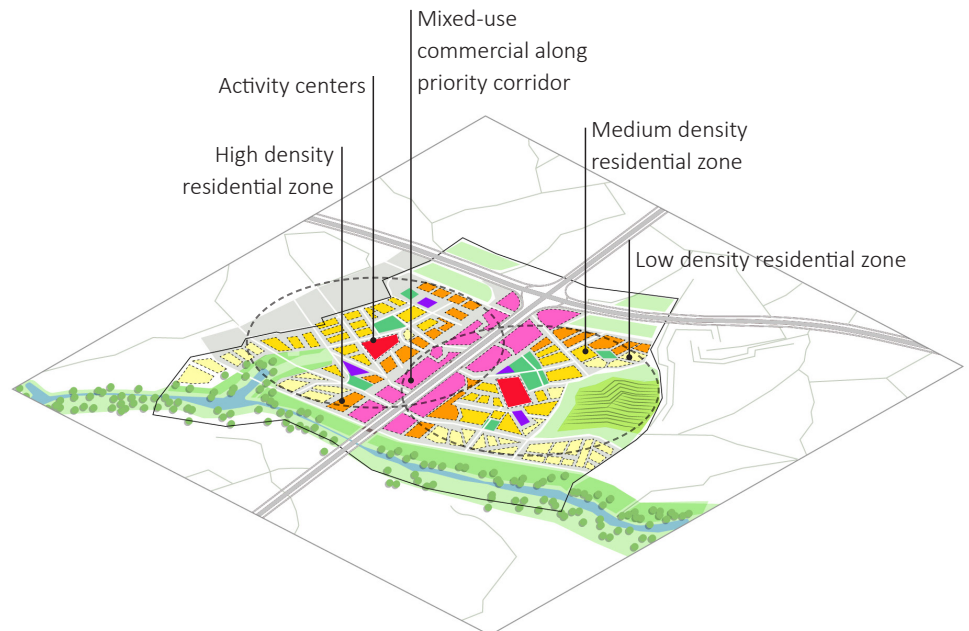 Mixed-use
commercial along
priority corridor
Activity centers
High density
residential zone
Medium density
residential zone
Low density residential zone